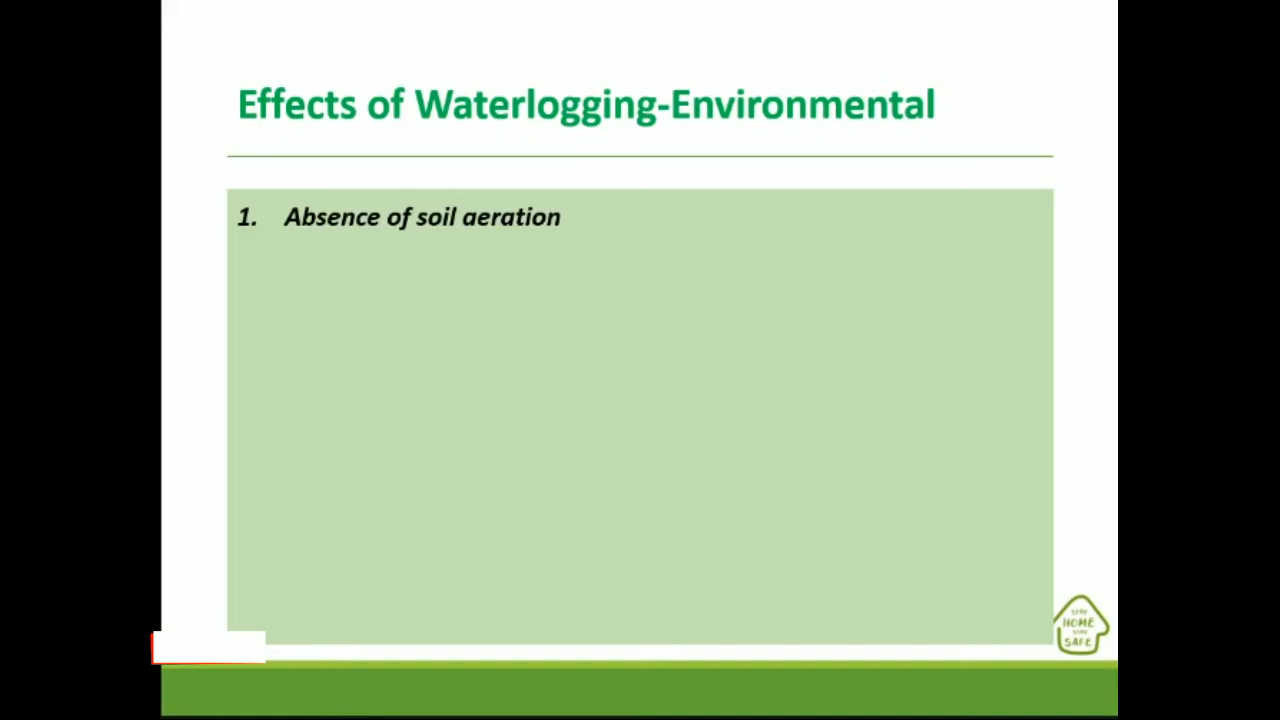 Effects of Waterlogging-Environmental
1. Absence of soil aeration
STAY
HOME
STAY
SAFE